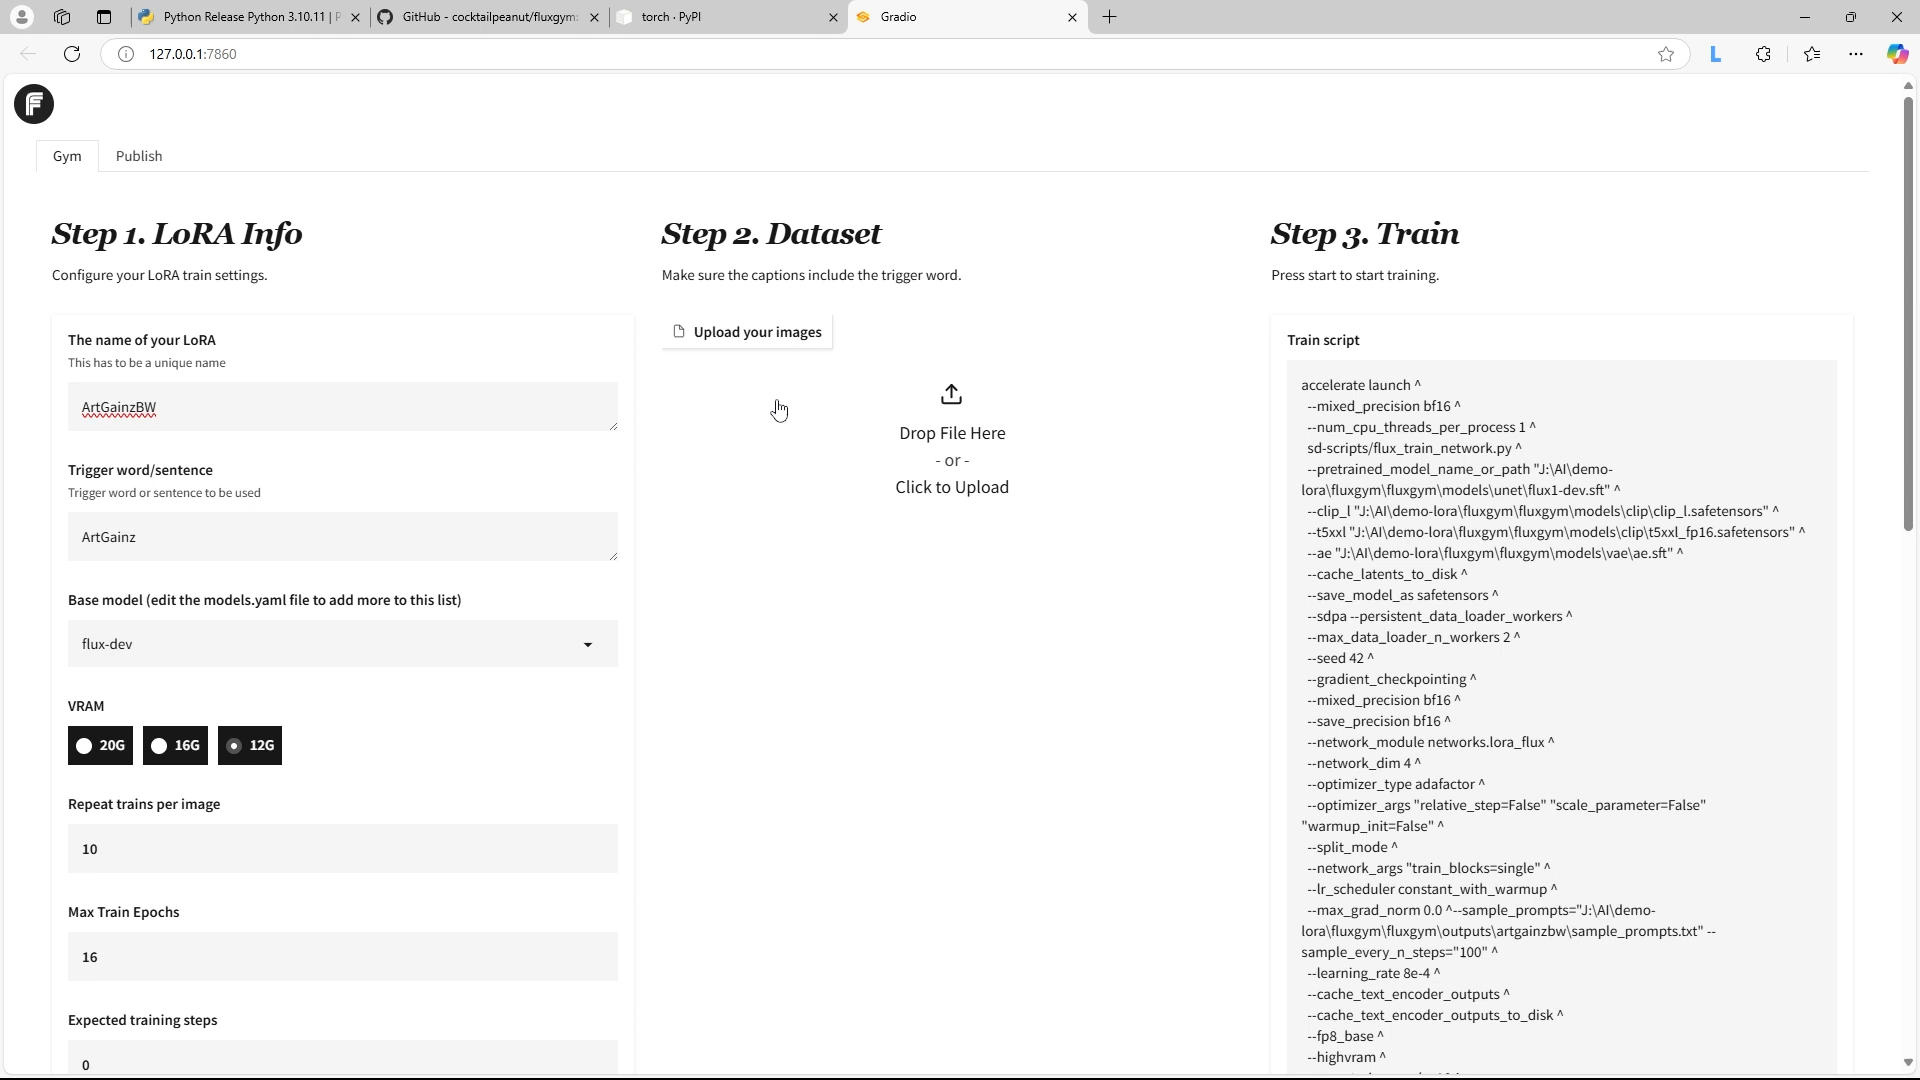 Python Release Python 3.10.11 | P
GitHub - cocktailpeanut/fluxgym:
torch · PyPI
Gradio
127.0.0.1:7860
Gym
Publish
Step 1. LoRA Info
Configure your LoRA train settings.
The name of your LoRA
This has to be a unique name
ArtGainzBW
Trigger word/sentence
Trigger word or sentence to be used
ArtGainz
Base model (edit the models.yaml file to add more to this list)
flux-dev
VRAM
20G
16G
12G
Repeat trains per image
10
Max Train Epochs
16
Expected training steps
0
Step 2. Dataset
Make sure the captions include the trigger word.
Upload your images
Drop File Here
- or -
Click to Upload
Step 3. Train
Press start to start training.
Train script
accelerate launch ^
--mixed_precision bf16 ^
--num_cpu_threads_per_process 1 ^
sd-scripts/flux_train_network.py ^
--pretrained_model_name_or_path "J:\AI\demo-
lora\fluxgym\fluxgym\models\unet\flux1-dev.sft" ^
--clip_l "J:\AI\demo-lora\fluxgym\fluxgym\models\clip\clip_l.safetensors" ^
--t5xxl "J:\AI\demo-lora\fluxgym\fluxgym\models\clip\t5xxl_fp16.safetensors" ^
--ae "J:\AI\demo-lora\fluxgym\fluxgym\models\vae\ae.sft" ^
--cache_latents_to_disk ^
--save_model_as safetensors ^
--sdpa --persistent_data_loader_workers ^
--max_data_loader_n_workers 2 ^
--seed 42 ^
--gradient_checkpointing ^
--mixed_precision bf16 ^
--save_precision bf16 ^
--network_module networks.lora_flux ^
--network_dim 4 ^
--optimizer_type adafactor ^
--optimizer_args "relative_step=False" "scale_parameter=False"
"warmup_init=False" ^
--split_mode ^
--network_args "train_blocks=single" ^
--lr_scheduler constant_with_warmup ^
--max_grad_norm 0.0 ^--sample_prompts="J:\AI\demo-
lora\fluxgym\fluxgym\outputs\artgainzbw\sample_prompts.txt" --
sample_every_n_steps="100" ^
--learning_rate 8e-4 ^
--cache_text_encoder_outputs ^
--cache_text_encoder_outputs_to_disk ^
--fp8_base ^
--highvram ^